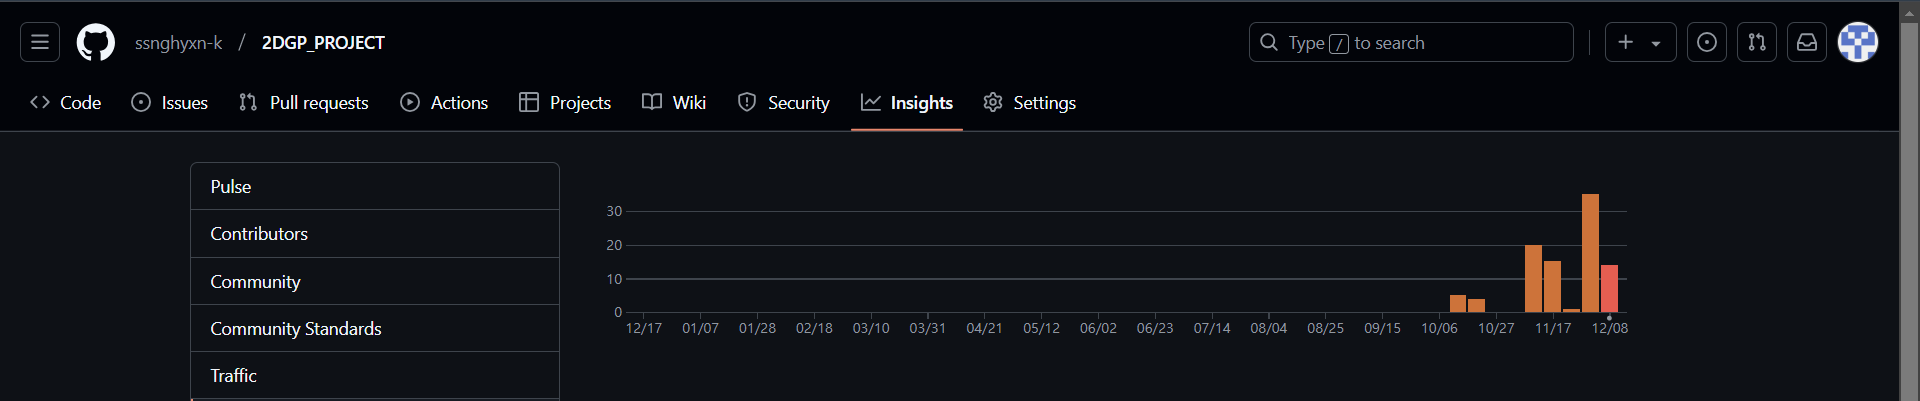 ssnghyxn-k / 2DGP_PROJECT
Type / to search
Code Issues Pull requests Actions Projects Wiki Security Insights Settings
Pulse
Contributors
Community
Community Standards
Traffic
30
20
10
0
12/17 01/07 01/28 02/18 03/10 03/31 04/21 05/12 06/02 06/23 07/14 08/04 08/25 09/15 10/06 10/27 11/17 12/08